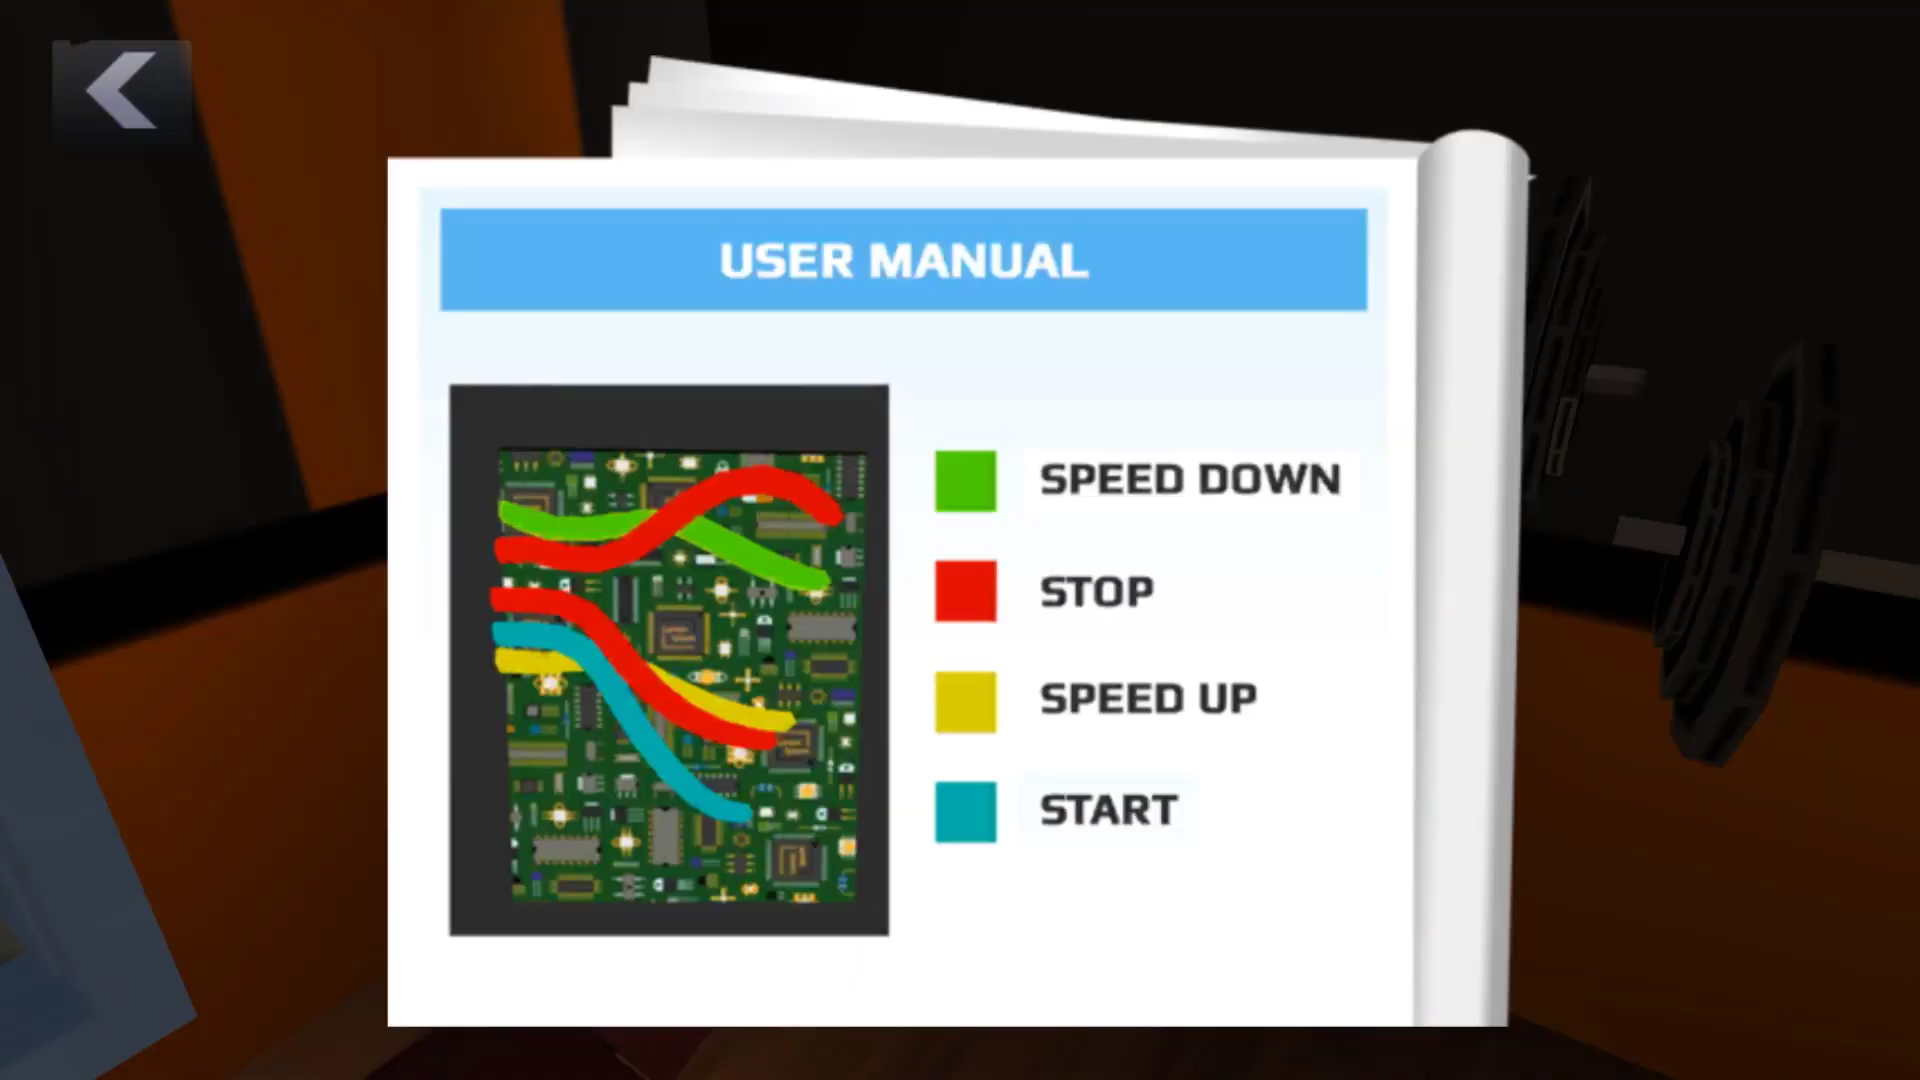 USER MANUAL
SPEED DOWN
STOP
SPEED UP
START